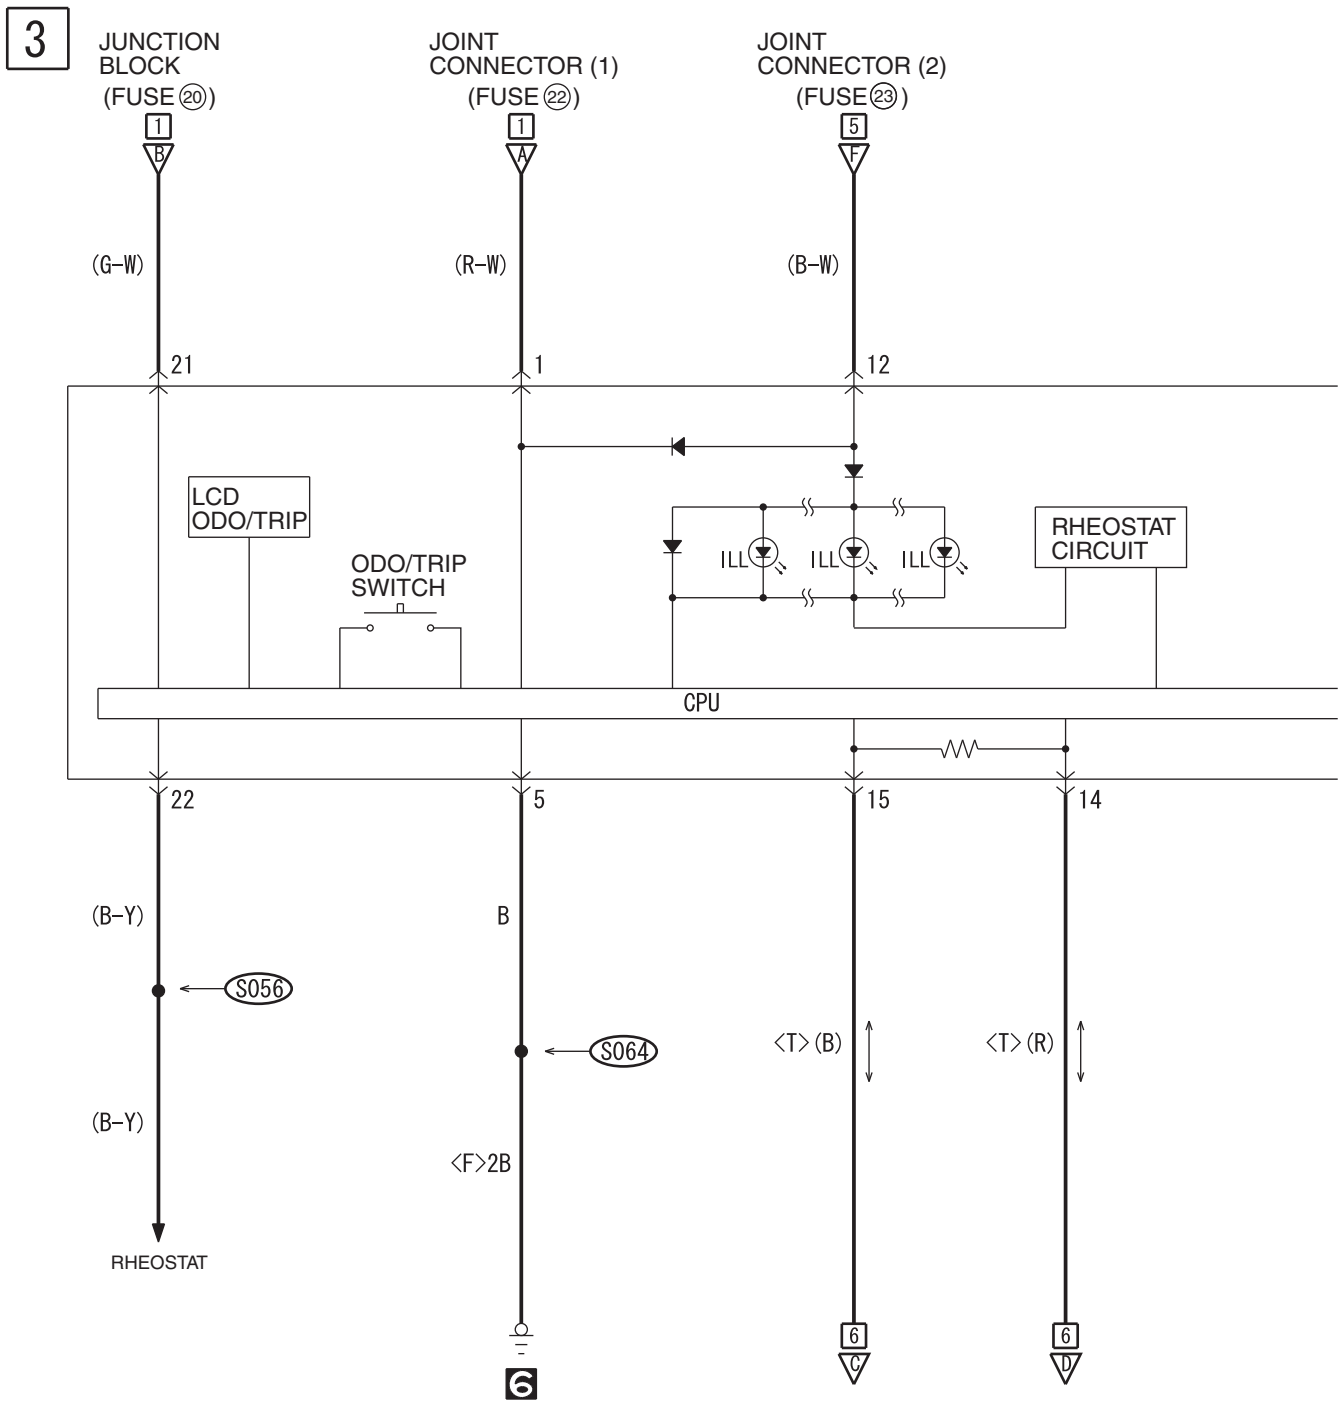 3
JUNCTION
BLOCK
(FUSE ⑳)
1
B
JOINT
CONNECTOR (1)
(FUSE ㉒)
1
A
JOINT
CONNECTOR (2)
(FUSE ㉓)
5
F
(G-W)
(R-W)
(B-W)
21
1
12
LCD
ODO/TRIP
ODO/TRIP
SWITCH
ILL
ILL
ILL
RHEOSTAT
CIRCUIT
CPU
22
5
15
14
(B-Y)
B
S056
S064
<T>(B)
<T>(R)
(B-Y)
<F>2B
RHEOSTAT
6
6
C
6
D